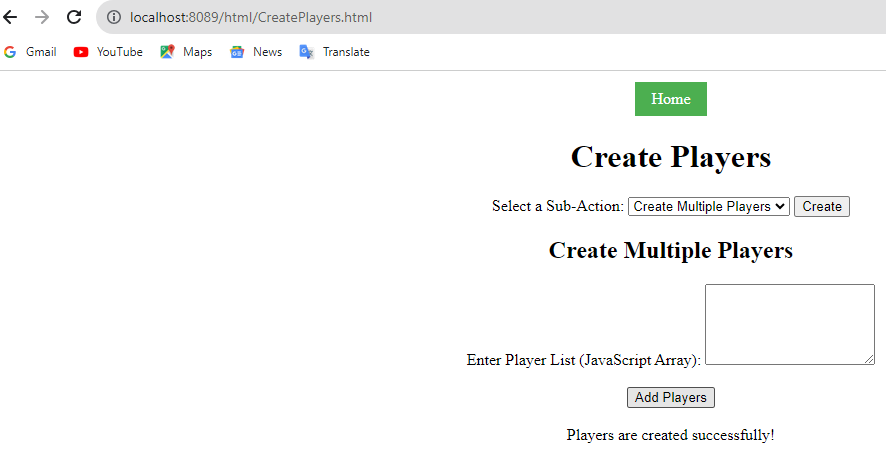 localhost:8089/html/CreatePlayers.html
Gmail YouTube Maps News Translate
Home
Create Players
Select a Sub-Action: Create Multiple Players Create
Create Multiple Players
Enter Player List (JavaScript Array):
Add Players
Players are created successfully!